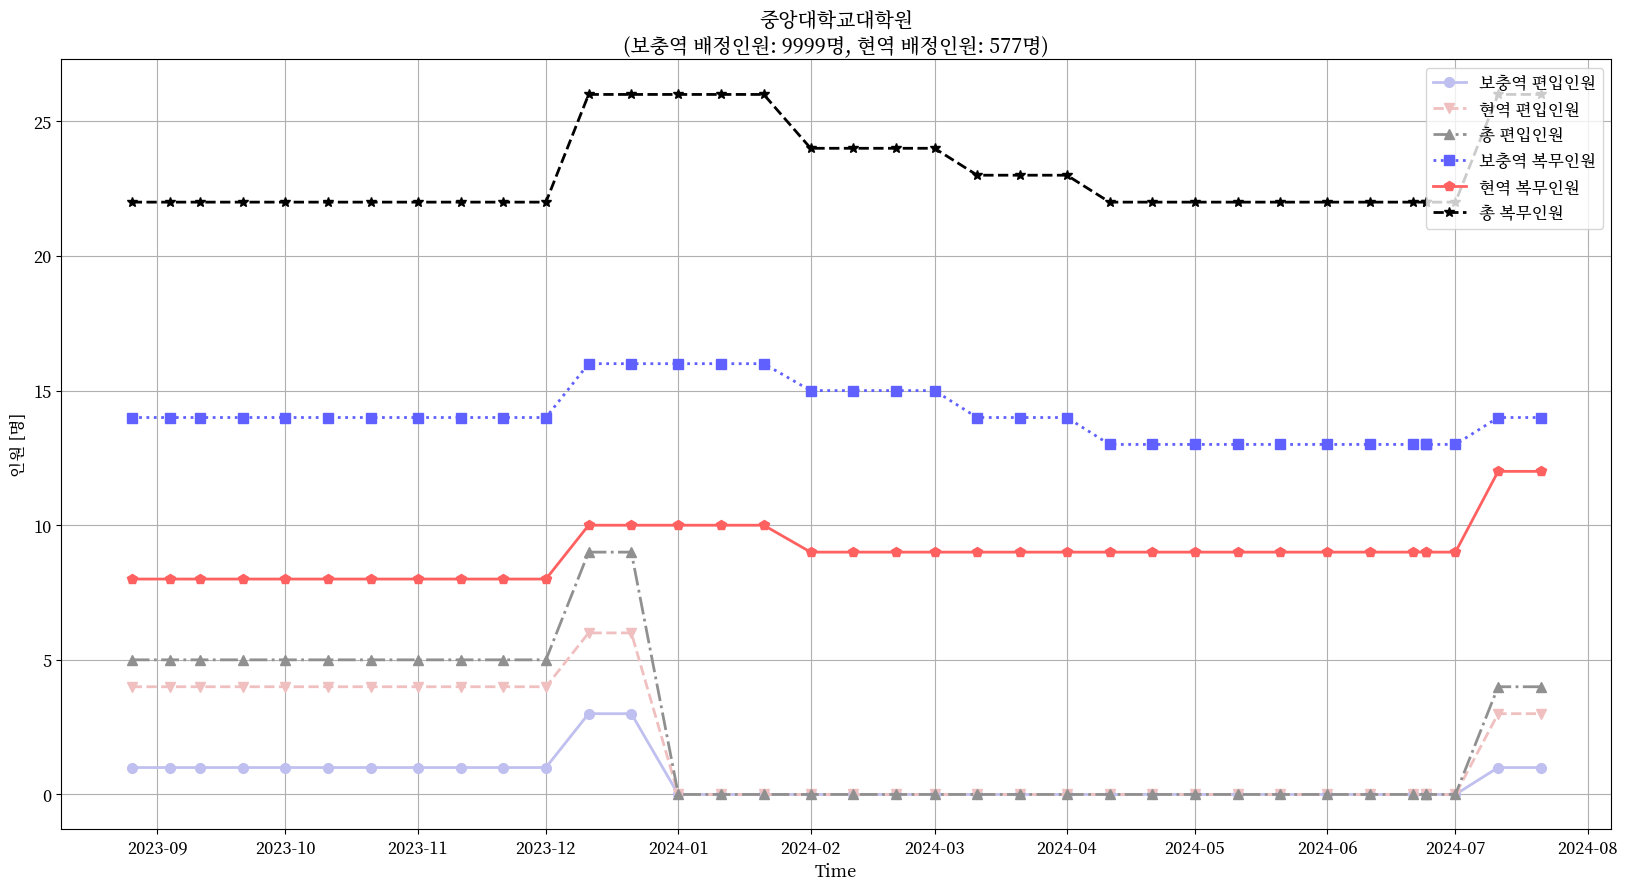 중앙대학교대학원
(보충역 배정인원: 9999명, 현역 배정인원: 577명)
보충역 편입인원
현역 편입인원
총 편입인원
보충역 복무인원
현역 복무인원
총 복무인원
인원 [명]
25
20
15
10
5
0
2023-09
2023-10
2023-11
2023-12
2024-01
2024-02
2024-03
2024-04
2024-05
2024-06
2024-07
2024-08
Time